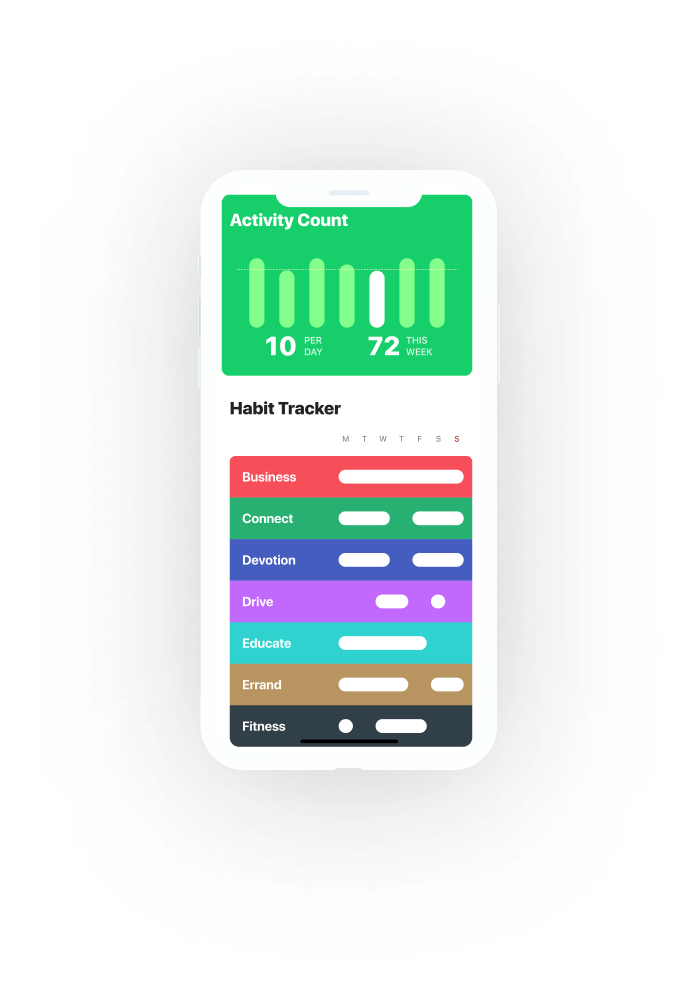 Activity Count
10 PER DAY 72 THIS WEEK
Habit Tracker
M T W T F S S
Business
Connect
Devotion
Drive
Educate
Errand
Fitness